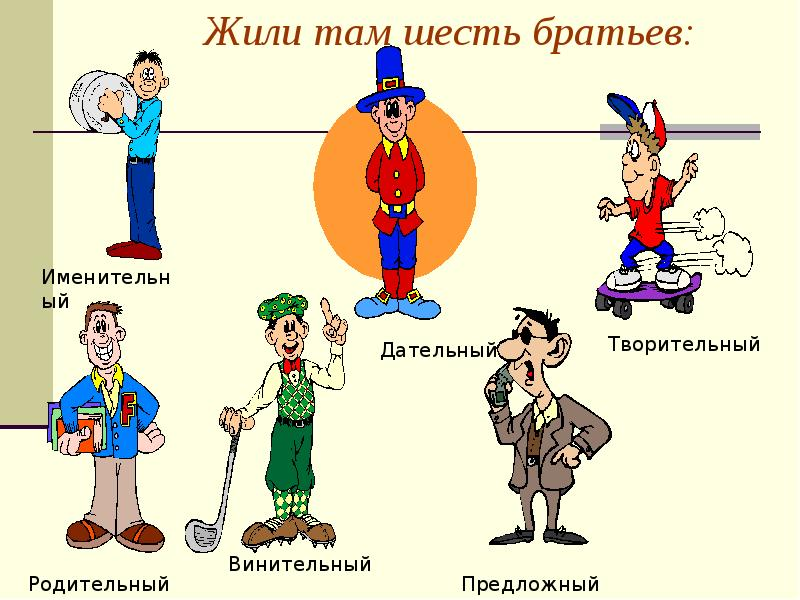 Жили там шесть братьев:
Именительн
ый
Дательный
Творительный
F
Родительный
Винительный
Предложный